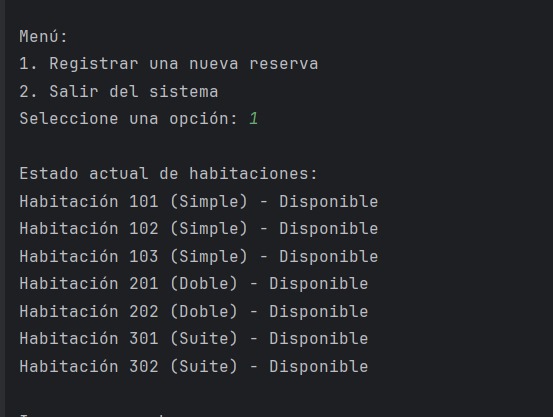 Menú:
1. Registrar una nueva reserva
2. Salir del sistema
Seleccione una opción: 1
Estado actual de habitaciones:
Habitación 101 (Simple) - Disponible
Habitación 102 (Simple) - Disponible
Habitación 103 (Simple) - Disponible
Habitación 201 (Doble) - Disponible
Habitación 202 (Doble) - Disponible
Habitación 301 (Suite) - Disponible
Habitación 302 (Suite) - Disponible